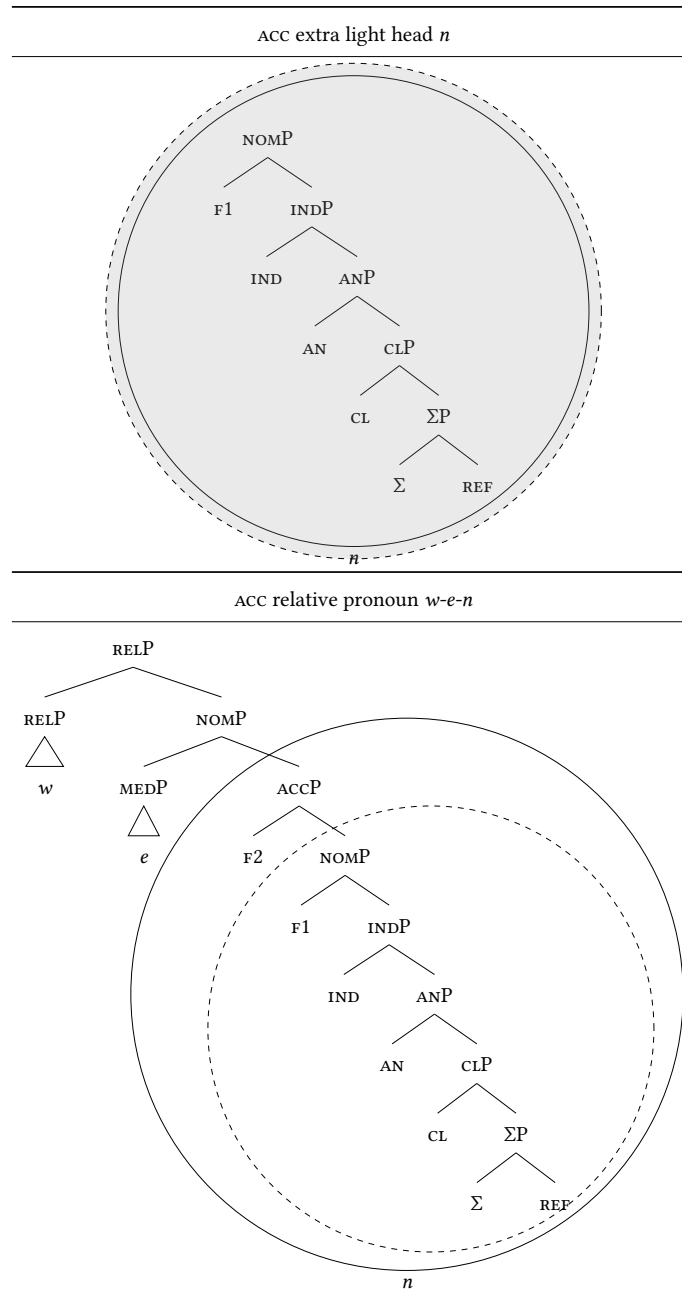 ACC extra light head n
NOMP
F1 INDP
IND ANP
AN CLP
CL ΣP
Σ REF
n
ACC relative pronoun w-e-n
RELP
RELP NOMP
w MEDP ACCP
e F2 NOMP
F1 INDP
IND ANP
AN CLP
CL ΣP
Σ REF
n